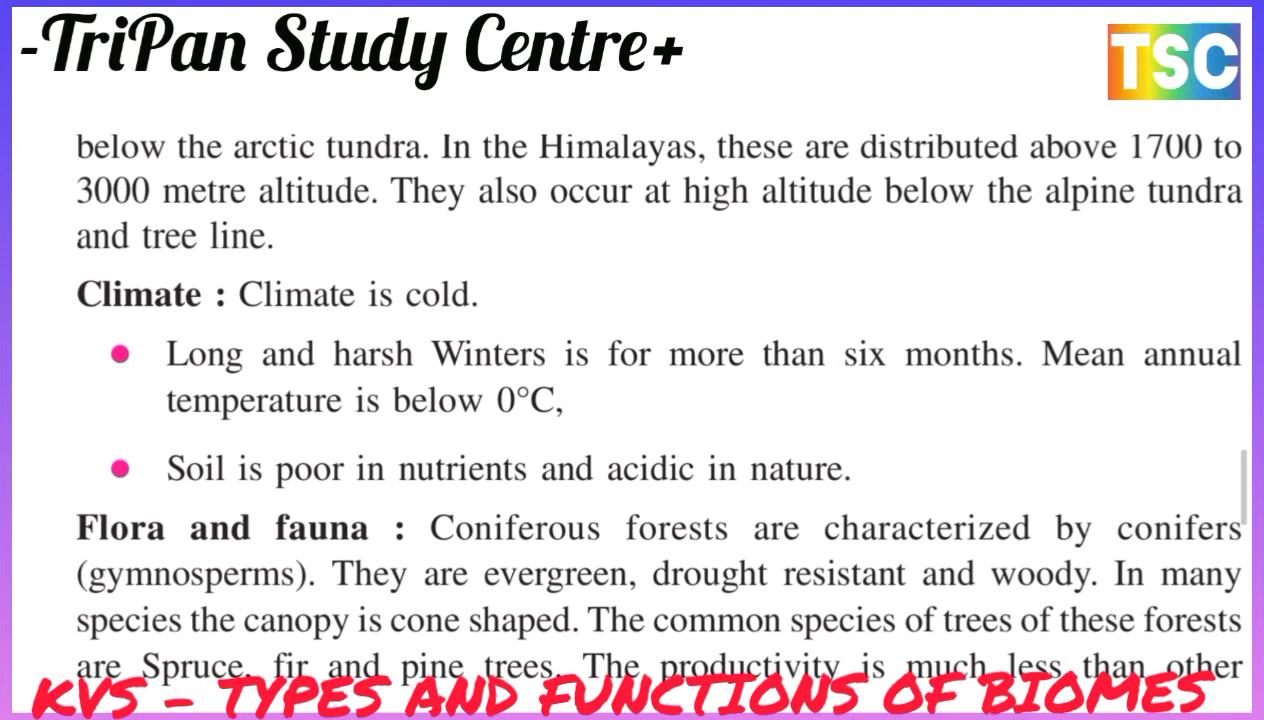 -TriPan Study Centre+
TSC
below the arctic tundra. In the Himalayas, these are distributed above 1700 to
3000 metre altitude. They also occur at high altitude below the alpine tundra
and tree line.
Climate : Climate is cold.
● Long and harsh Winters is for more than six months. Mean annual
temperature is below 0°C,
● Soil is poor in nutrients and acidic in nature.
Flora and fauna : Coniferous forests are characterized by conifers
(gymnosperms). They are evergreen, drought resistant and woody. In many
species the canopy is cone shaped. The common species of trees of these forests
are Spruce, fir and pine trees. The productivity is much less than other
KVS - TYPES AND FUNCTIONS OF BIOMES